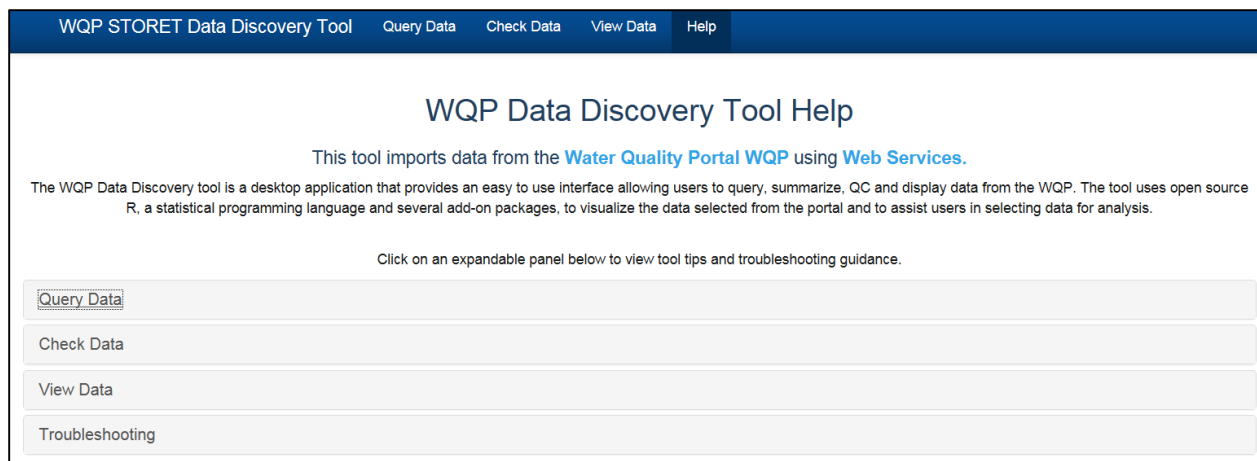 WQP STORET Data Discovery Tool Query Data Check Data View Data Help
WQP Data Discovery Tool Help
This tool imports data from the Water Quality Portal WQP using Web Services.
The WQP Data Discovery tool is a desktop application that provides an easy to use interface allowing users to query, summarize, QC and display data from the WQP. The tool uses open source
R, a statistical programming language and several add-on packages, to visualize the data selected from the portal and to assist users in selecting data for analysis.
Click on an expandable panel below to view tool tips and troubleshooting guidance.
Query Data
Check Data
View Data
Troubleshooting